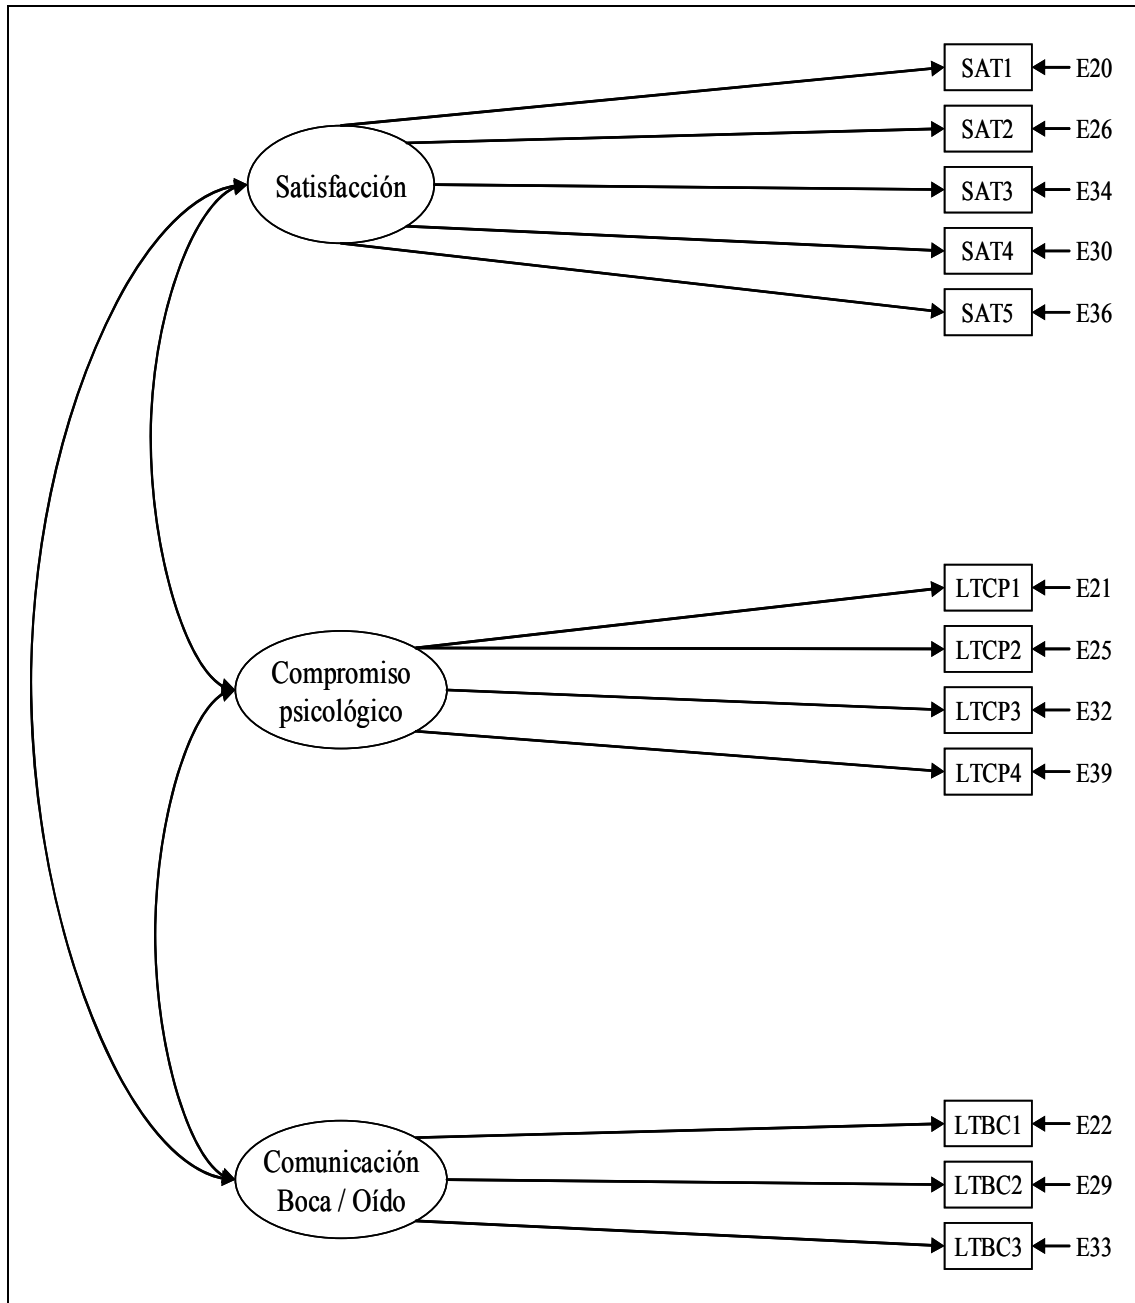 SAT1
E20
SAT2
E26
Satisfacción
SAT3
E34
SAT4
E30
SAT5
E36
LTCP1
E21
LTCP2
E25
Compromiso
psicológico
LTCP3
E32
LTCP4
E39
LTBC1
E22
Comunicación
Boca / Oído
LTBC2
E29
LTBC3
E33